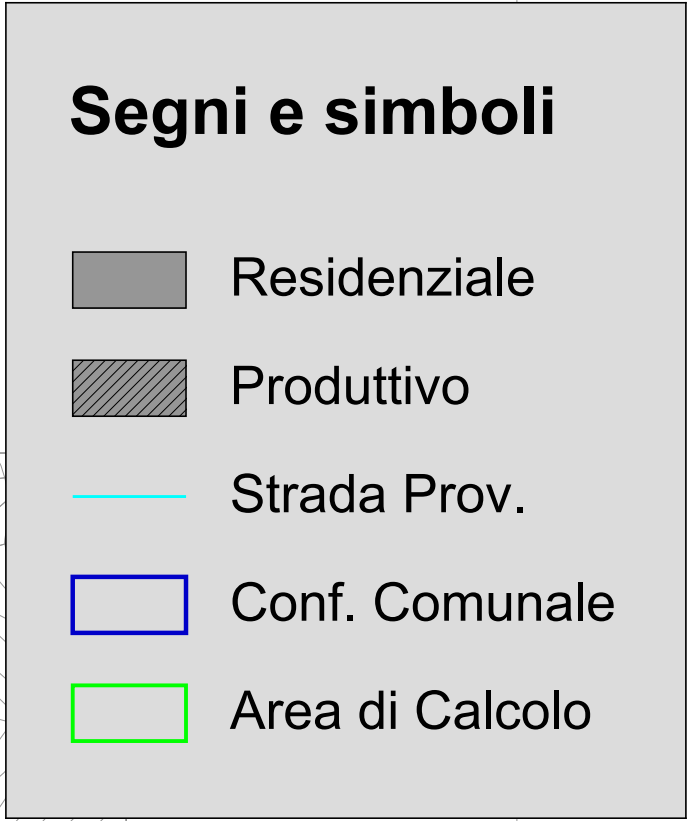 Segni e simboli
Residenziale
Produttivo
Strada Prov.
Conf. Comunale
Area di Calcolo